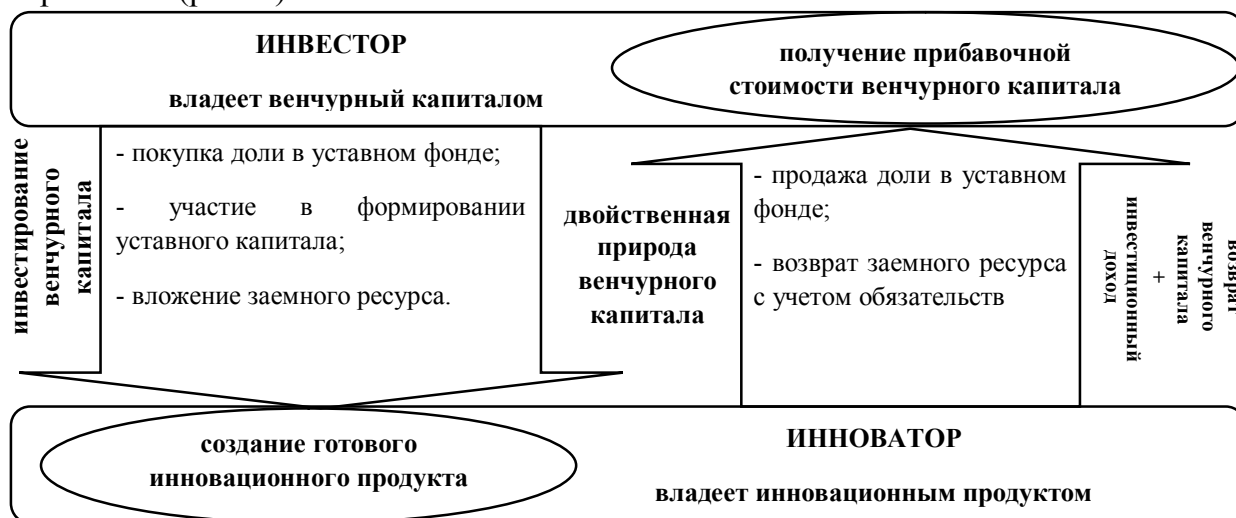 ИНВЕСТОР
владеет венчурный капиталом
получение прибавочной
стоимости венчурного капитала
инвестирование
венчурного
капитала
- покупка доли в уставном фонде;
- участие в формировании
уставного капитала;
- вложение заемного ресурса.
двойственная
природа
венчурного
капитала
- продажа доли в уставном
фонде;
- возврат заемного ресурса
с учетом обязательств
возврат
венчурного
капитала
+
инвестиционный
доход
создание готового
инновационного продукта
ИННОВАТОР
владеет инновационным продуктом